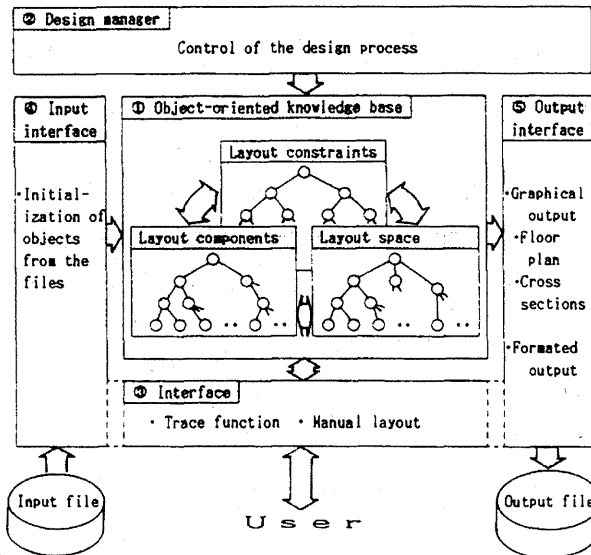 ② Design manager
Control of the design process
④ Input
interface
・Initial-
ization of
objects
from the
files
① Object-oriented knowledge base
Layout constraints
Layout components
Layout space
⑤ Output
interface
・Graphical
output
・Floor
plan
・Cross
sections
・Formated
output
③ Interface
・Trace function ・Manual layout
Input file
User
Output file